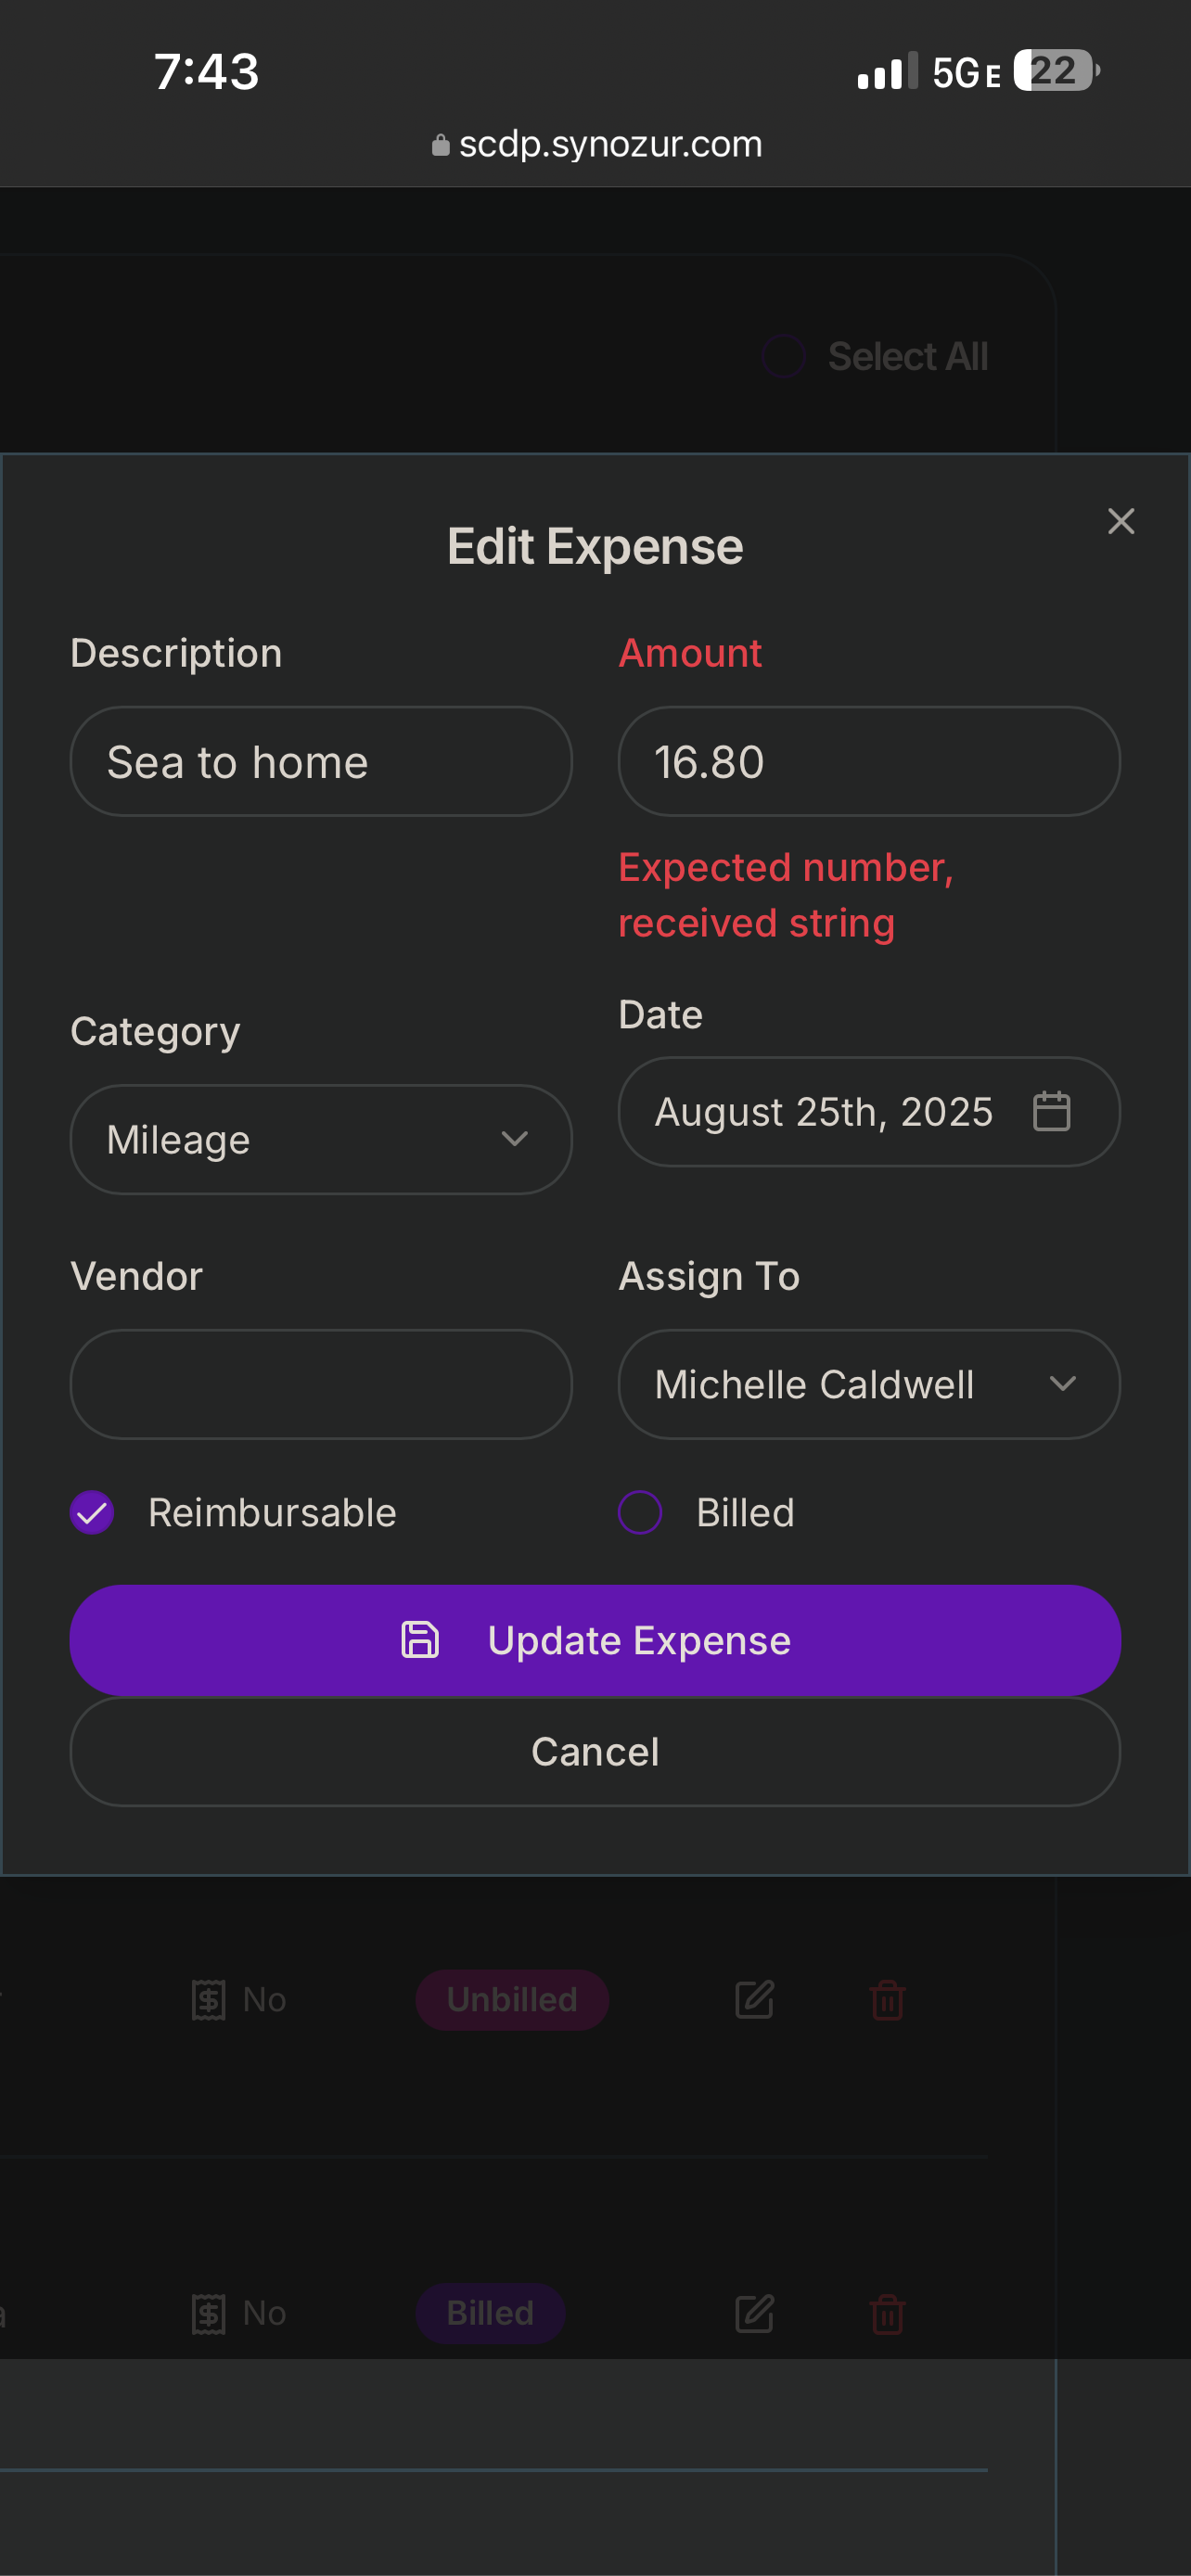 7:43
5GE 22
scdp.synozur.com
Select All
Edit Expense
Description
Amount
Sea to home
16.80
Expected number,
received string
Category
Date
Mileage
August 25th, 2025
Vendor
Assign To
Michelle Caldwell
Reimbursable
Billed
Update Expense
Cancel
No Unbilled
No Billed